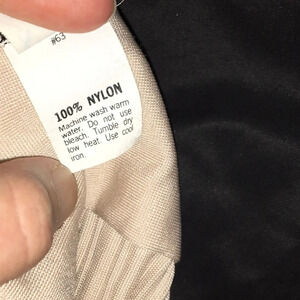 #63
100% NYLON
Machine wash warm
water. Do not use
bleach. Tumble dry
low heat. Use cool
iron.